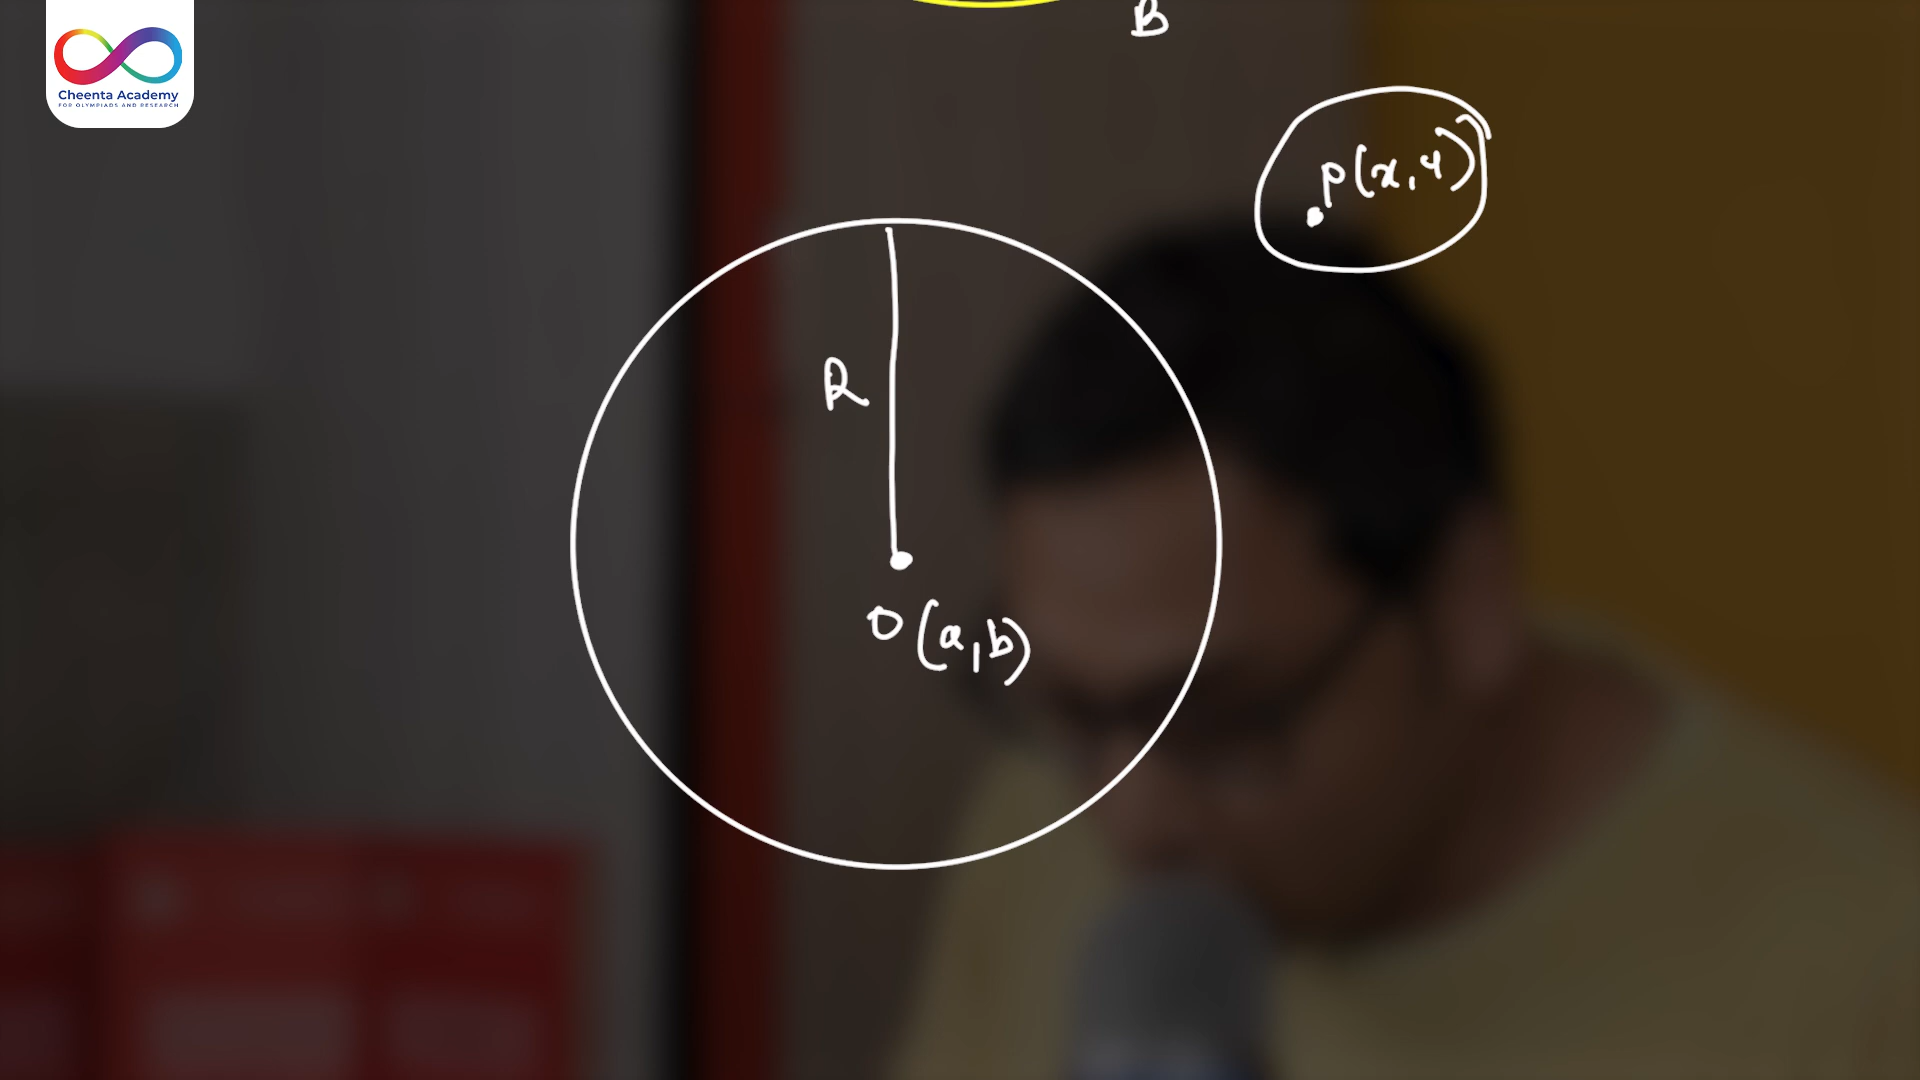 Cheenta Academy
FOR OLYMPIADS AND RESEARCH
B
P(x,y)
R
O(a,b)